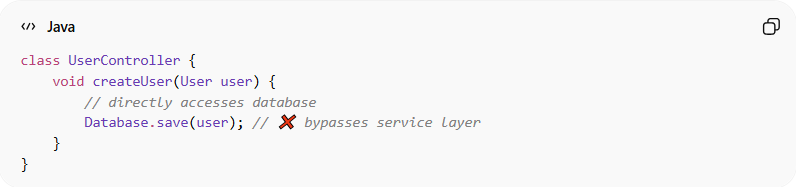 </> Java
class UserController {
    void createUser(User user) {
        // directly accesses database
        Database.save(user); // ❌ bypasses service layer
    }
}